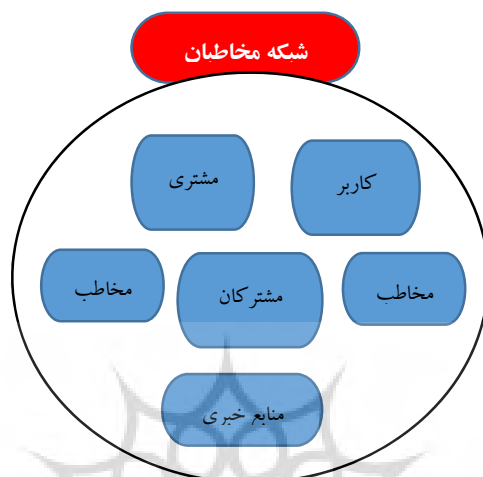 شبکه مخاطبان
کاربر
مشتری
مخاطب
مشترکان
مخاطب
منابع خبری